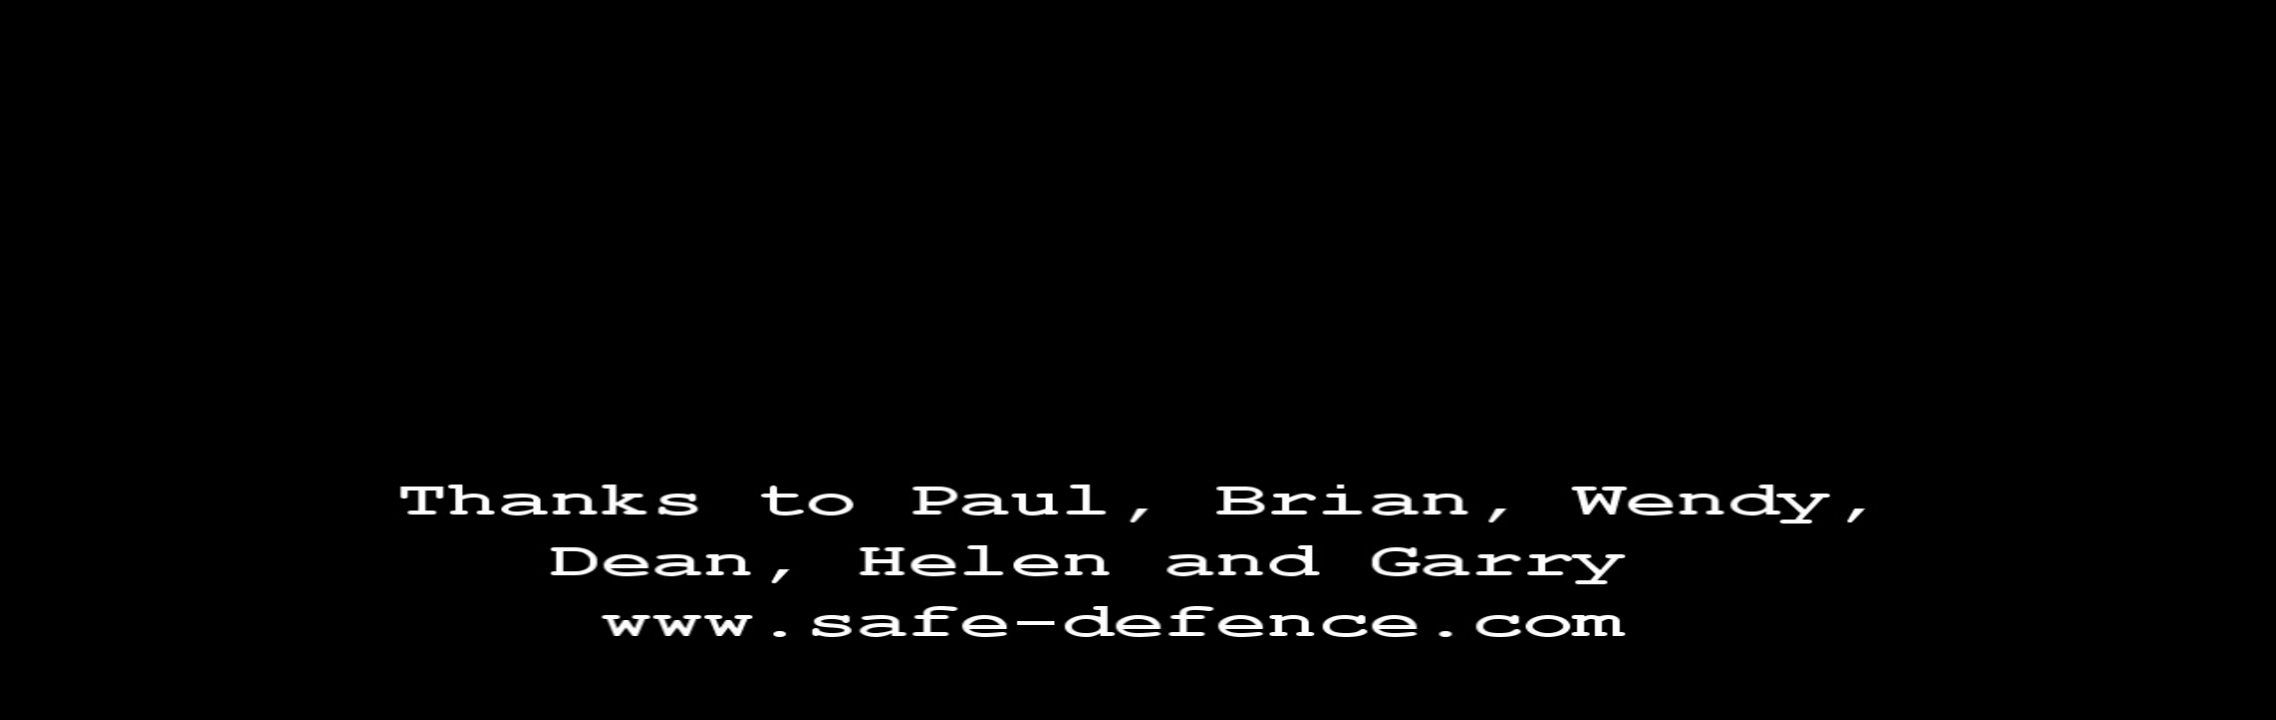 Thanks to Paul, Brian, Wendy,
Dean, Helen and Garry
www.safe-defence.com